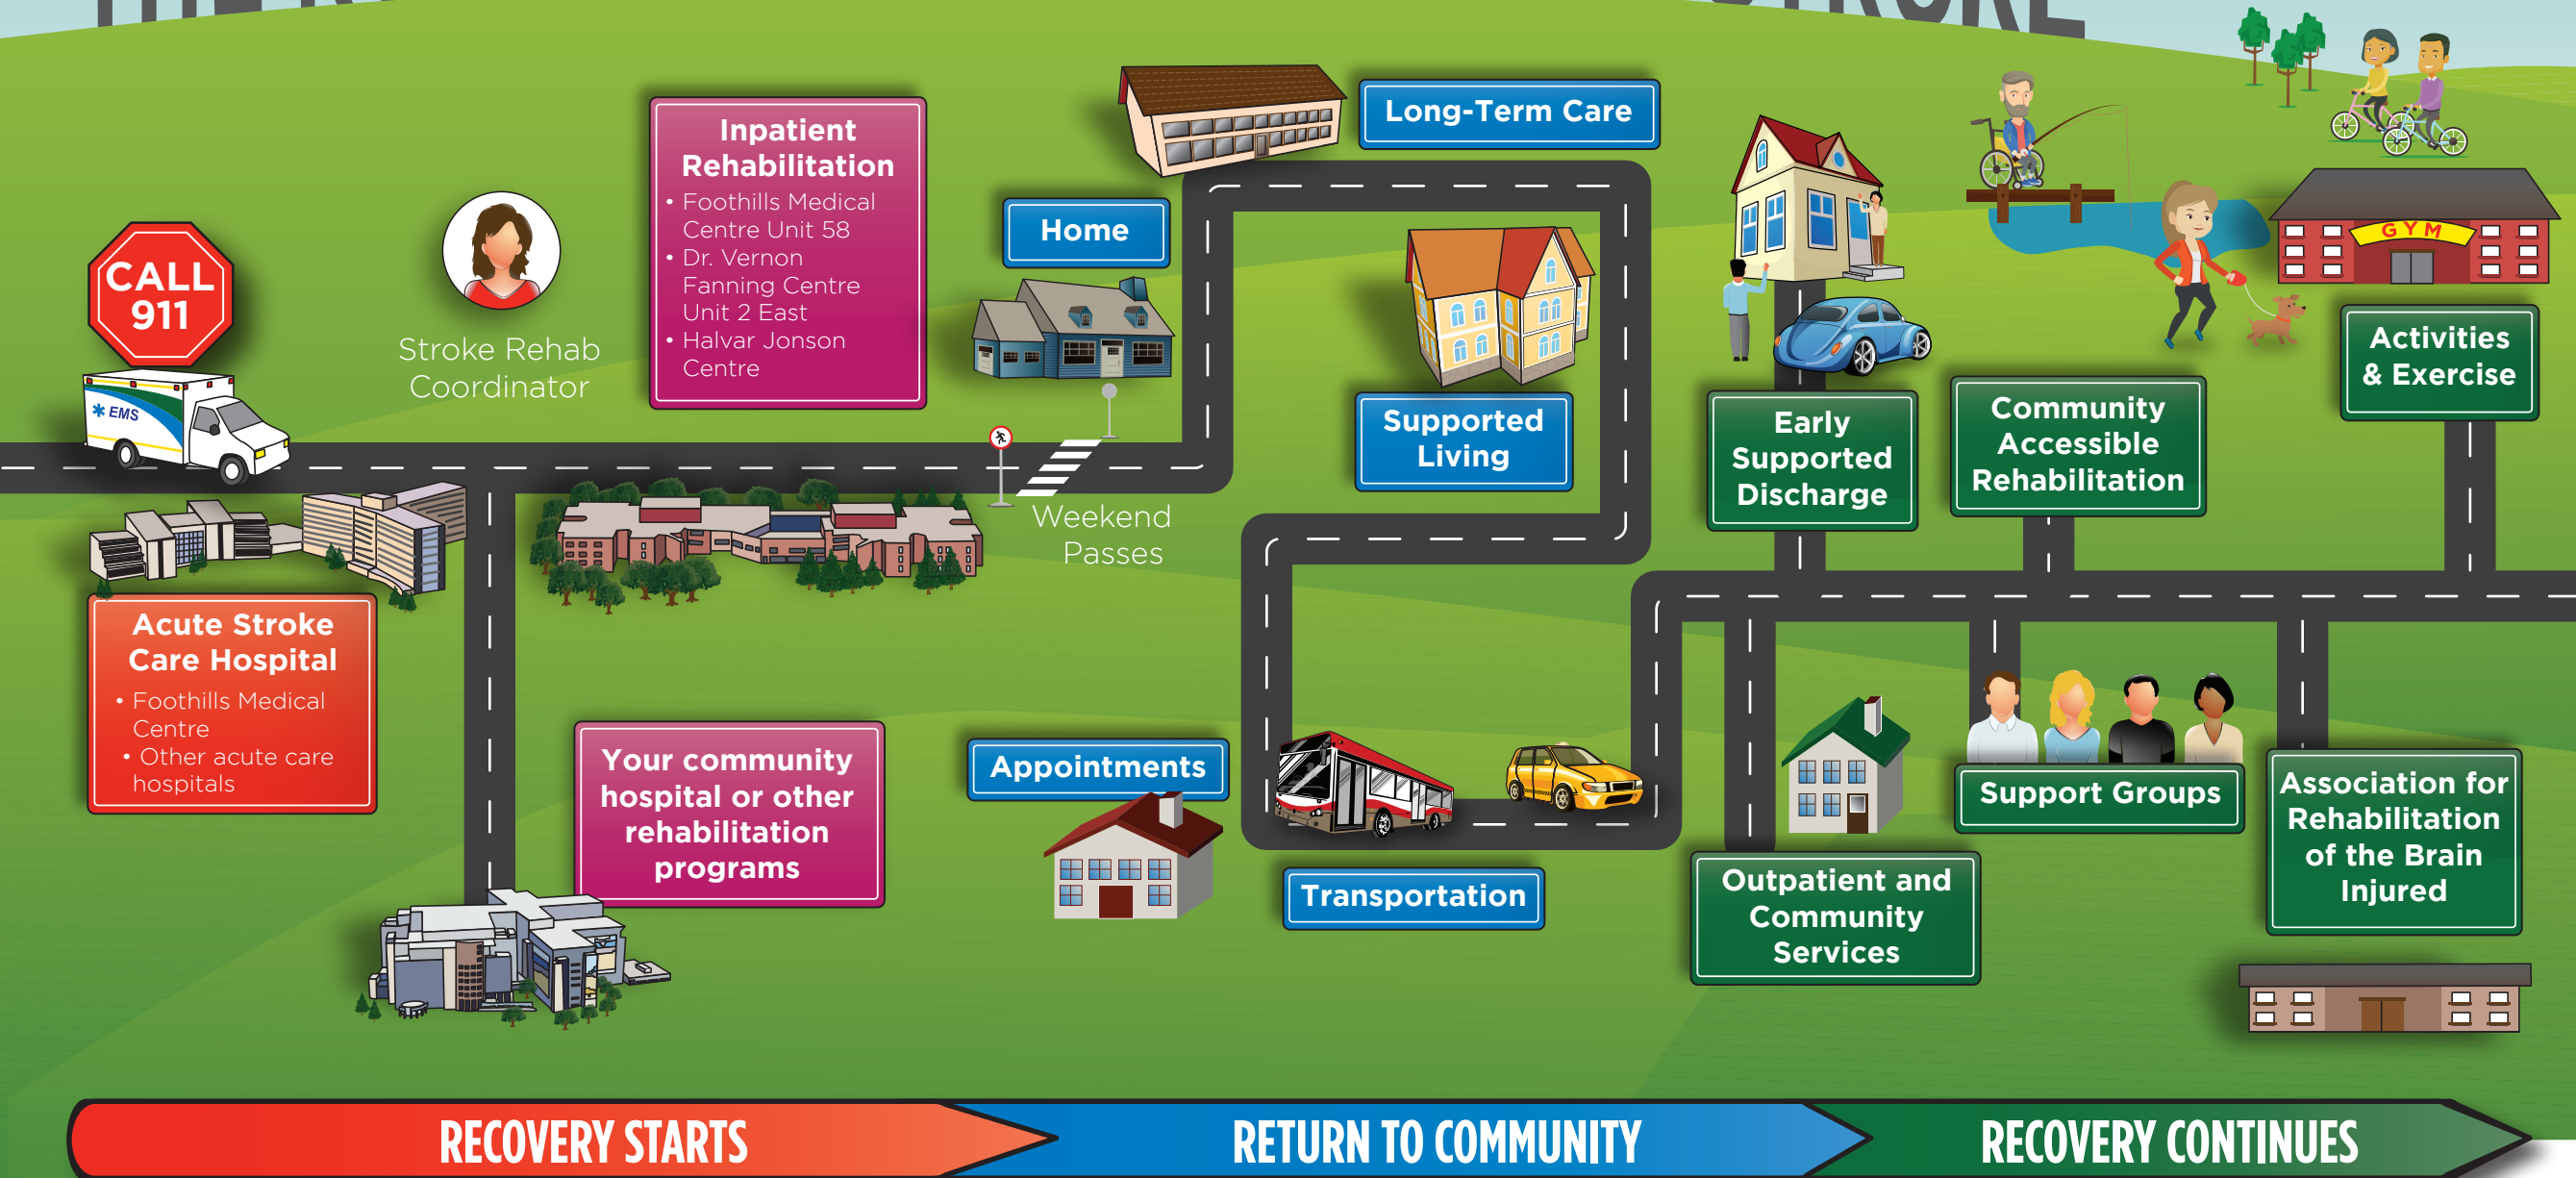 THE
STROKE
CALL
911
EMS
Stroke Rehab
Coordinator
Acute Stroke
Care Hospital
• Foothills Medical
Centre
• Other acute care
hospitals
Inpatient
Rehabilitation
• Foothills Medical
Centre Unit 58
• Dr. Vernon
Fanning Centre
Unit 2 East
• Halvar Jonson
Centre
Your community
hospital or other
rehabilitation
programs
Home
Weekend
Passes
Long-Term Care
Supported
Living
Appointments
Transportation
Early
Supported
Discharge
Community
Accessible
Rehabilitation
GYM
Activities
& Exercise
Outpatient and
Community
Services
Support Groups
Association for
Rehabilitation
of the Brain
Injured
RECOVERY STARTS
RETURN TO COMMUNITY
RECOVERY CONTINUES